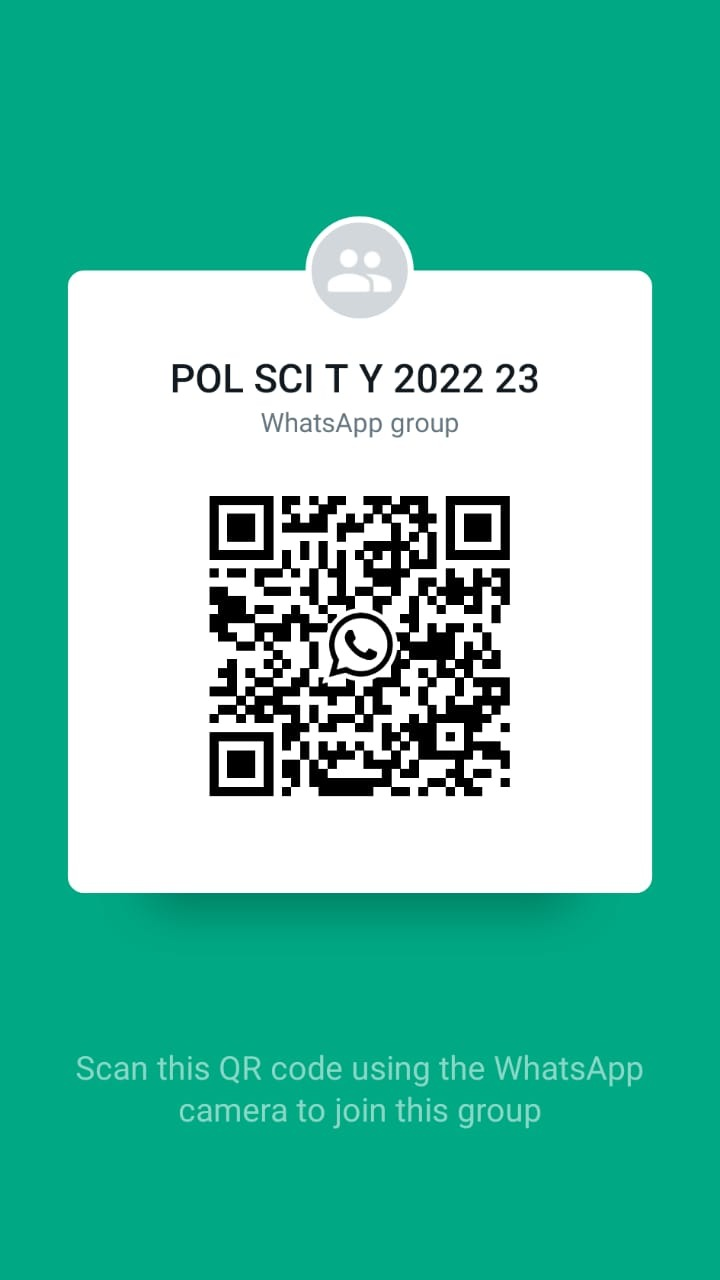 POL SCI T Y 2022 23
WhatsApp group
Scan this QR code using the WhatsApp
camera to join this group